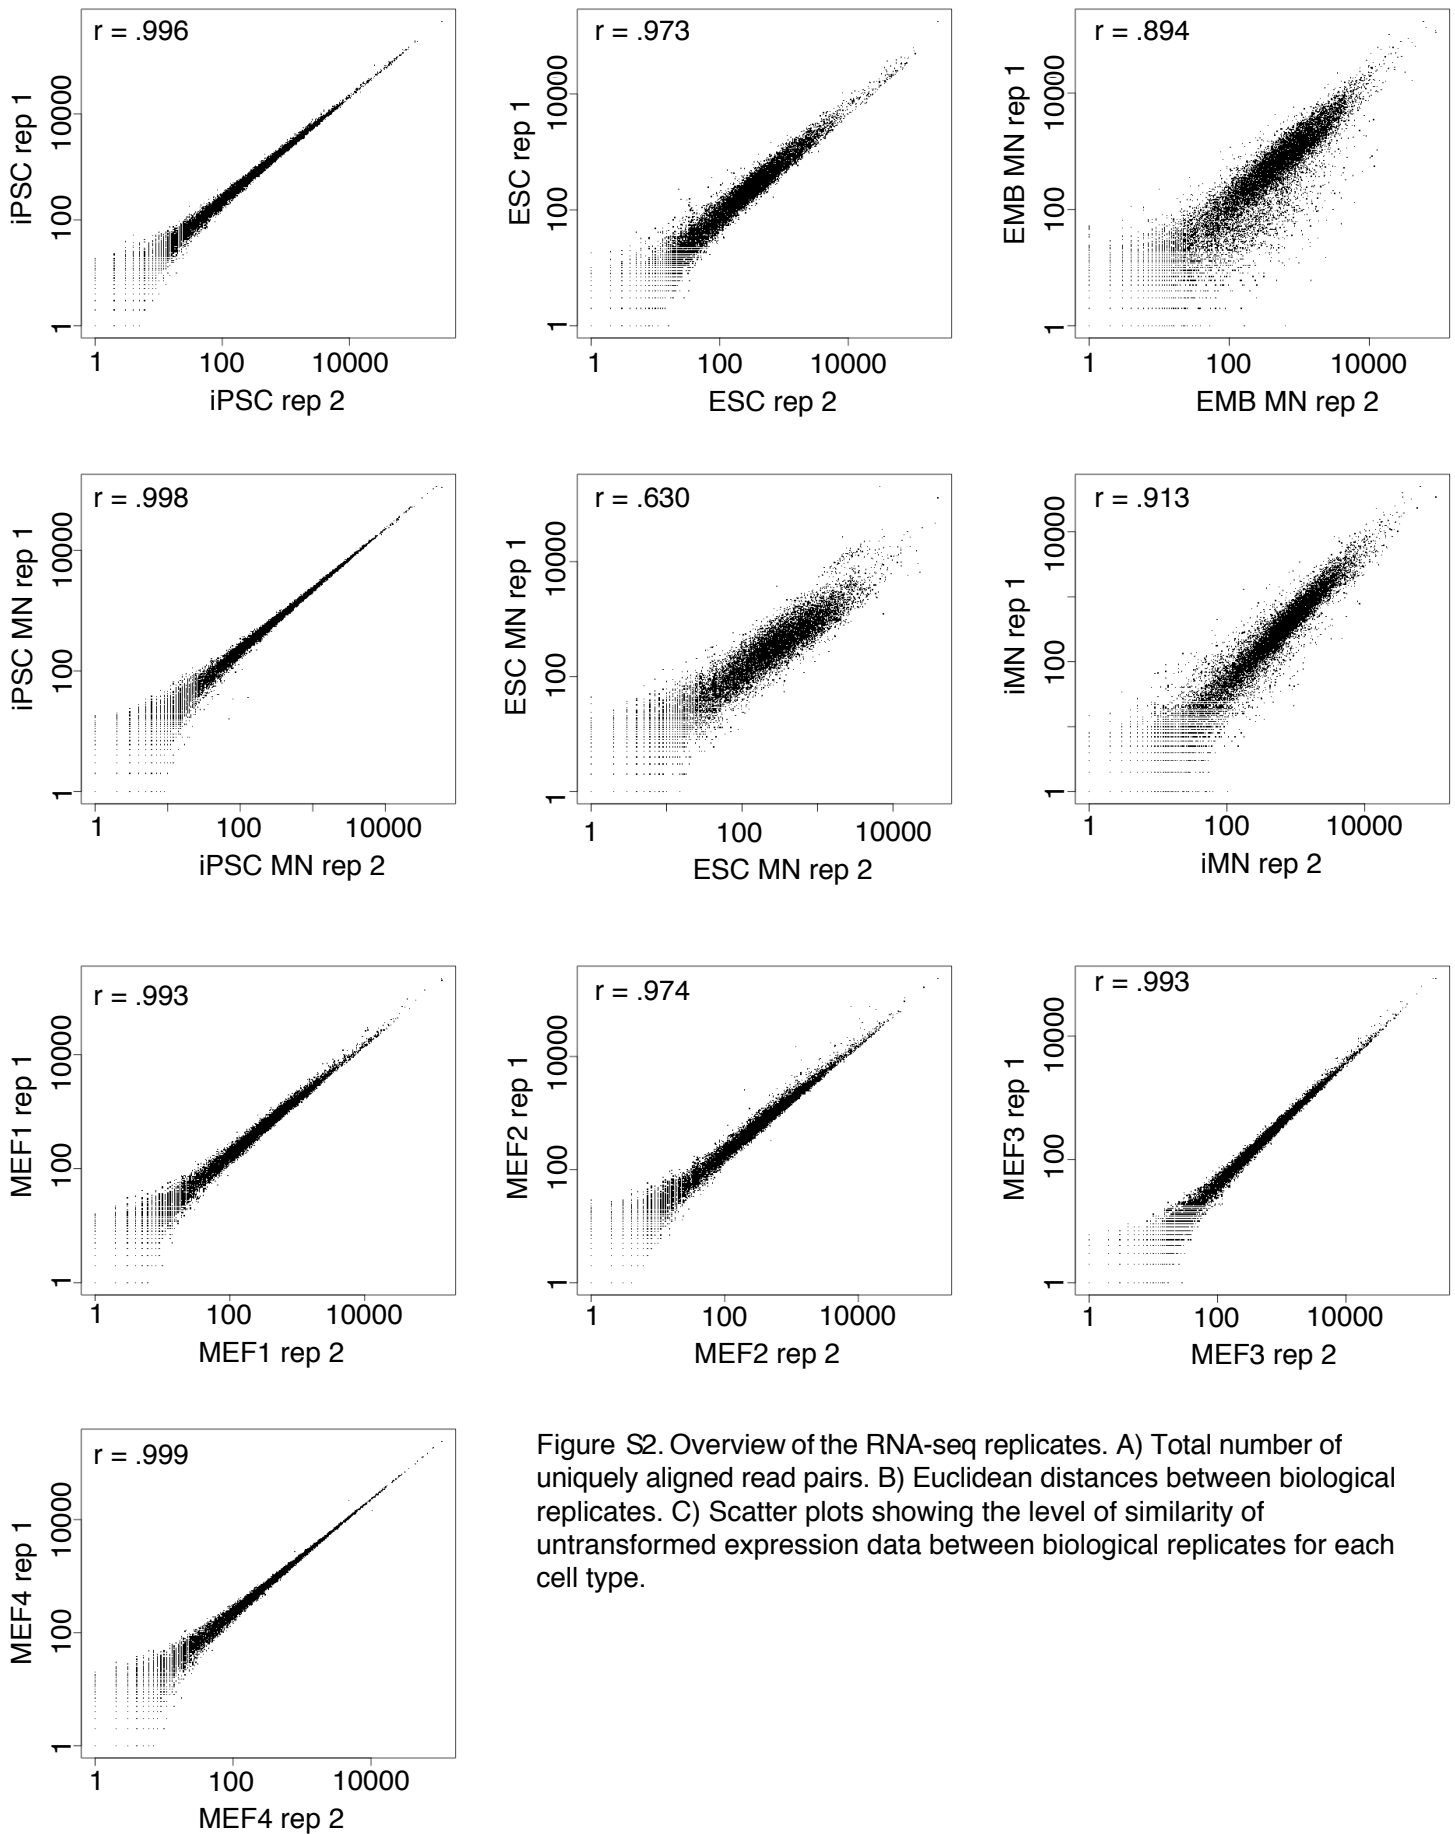 r = .996
iPSC rep 1
10000
100
1
1 100 10000
iPSC rep 2
r = .973
ESC rep 1
10000
100
1
1 100 10000
ESC rep 2
r = .894
EMB MN rep 1
10000
100
1
1 100 10000
EMB MN rep 2
r = .998
iPSC MN rep 1
10000
100
1
1 100 10000
iPSC MN rep 2
r = .630
ESC MN rep 1
10000
100
1
1 100 10000
ESC MN rep 2
r = .913
iMN rep 1
10000
100
1
1 100 10000
iMN rep 2
r = .993
MEF1 rep 1
10000
100
1
1 100 10000
MEF1 rep 2
r = .974
MEF2 rep 1
10000
100
1
1 100 10000
MEF2 rep 2
r = .993
MEF3 rep 1
10000
100
1
1 100 10000
MEF3 rep 2
r = .999
MEF4 rep 1
10000
100
1
1 100 10000
MEF4 rep 2
Figure S2. Overview of the RNA-seq replicates. A) Total number of
uniquely aligned read pairs. B) Euclidean distances between biological
replicates. C) Scatter plots showing the level of similarity of
untransformed expression data between biological replicates for each
cell type.